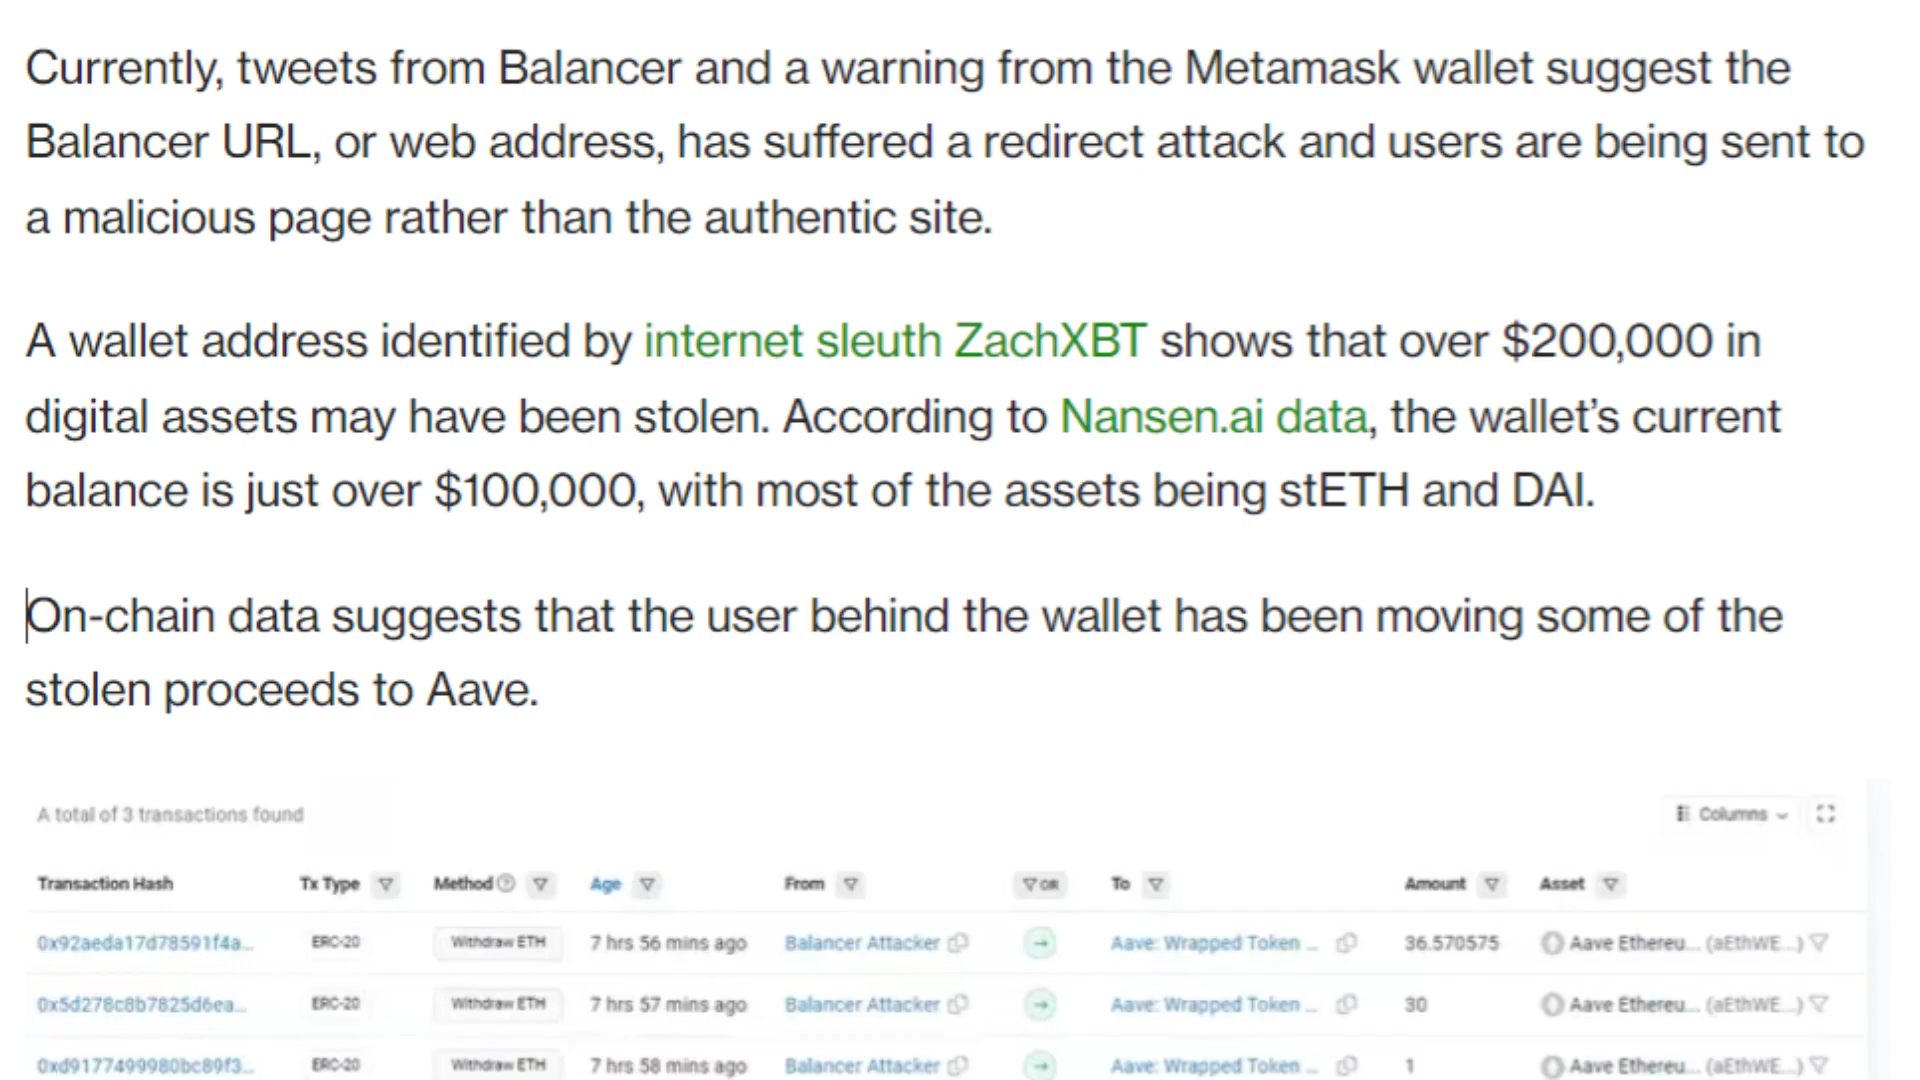 Currently, tweets from Balancer and a warning from the Metamask wallet suggest the
Balancer URL, or web address, has suffered a redirect attack and users are being sent to
a malicious page rather than the authentic site.
A wallet address identified by internet sleuth ZachXBT shows that over $200,000 in
digital assets may have been stolen. According to Nansen.ai data, the wallet’s current
balance is just over $100,000, with most of the assets being stETH and DAI.
On-chain data suggests that the user behind the wallet has been moving some of the
stolen proceeds to Aave.
A total of 3 transactions found Columns
Transaction Hash Tx Type Method Age From OR To Amount Asset
0x92aeda17d78591f4a... ERC-20 Withdraw ETH 7 hrs 56 mins ago Balancer Attacker Aave: Wrapped Token ... 36.570575 Aave Ethereu... (aEthWE...)
0x5d278c8b7825d6ea... ERC-20 Withdraw ETH 7 hrs 57 mins ago Balancer Attacker Aave: Wrapped Token ... 30 Aave Ethereu... (aEthWE...)
0xd9177499980bc89f3... ERC-20 Withdraw ETH 7 hrs 58 mins ago Balancer Attacker Aave: Wrapped Token ... 1 Aave Ethereu... (aEthWE...)